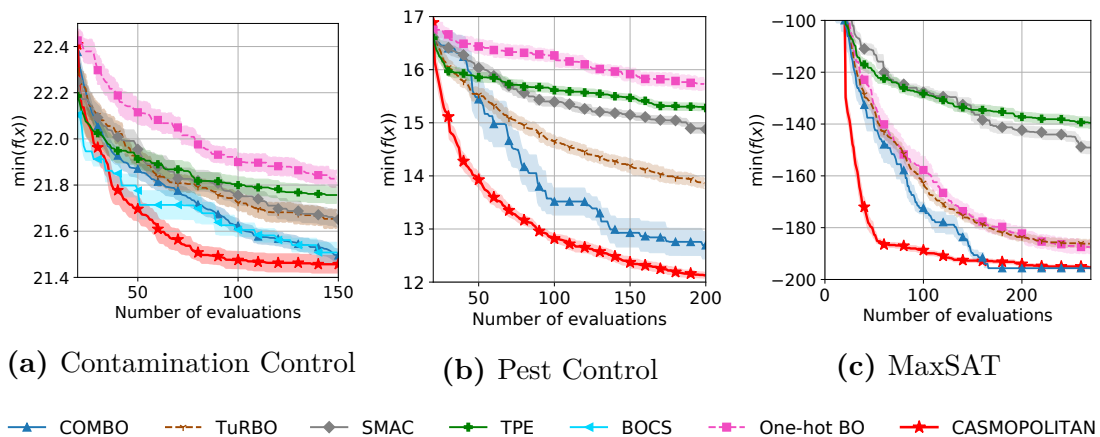 22.4
22.2
22.0
21.8
21.6
21.4
min(f(x))
50
100
150
Number of evaluations
(a) Contamination Control
17
16
15
14
13
12
min(f(x))
50
100
150
200
Number of evaluations
(b) Pest Control
−100
−120
−140
−160
−180
−200
min(f(x))
0
100
200
Number of evaluations
(c) MaxSAT
COMBO
TuRBO
SMAC
TPE
BOCS
One-hot BO
CASMOPOLITAN